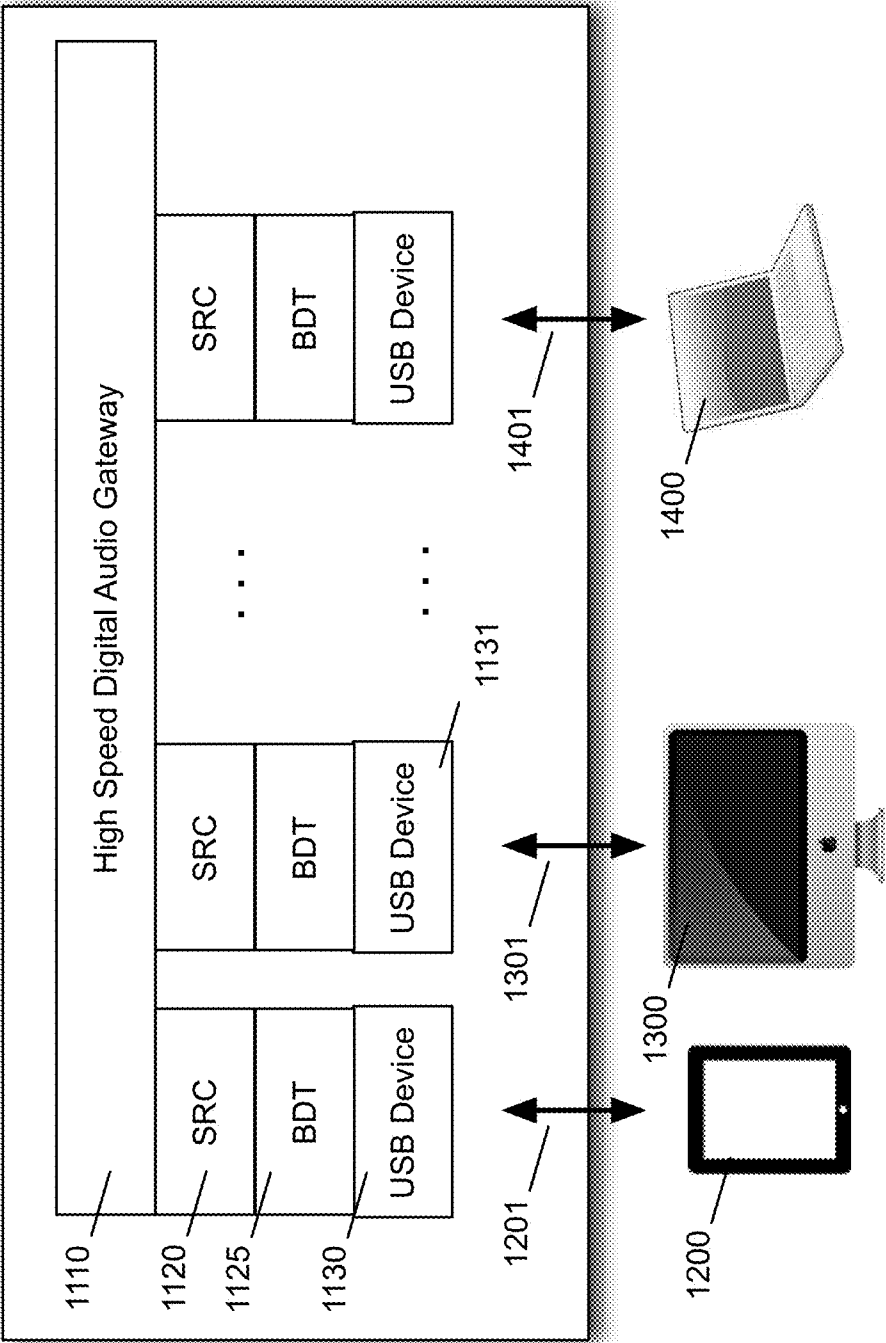 High Speed Digital Audio Gateway
1110
SRC
SRC
SRC
1120
BDT
BDT
BDT
1125
USB Device
USB Device
USB Device
1130
1131
1201
1301
1401
1200
1300
1400